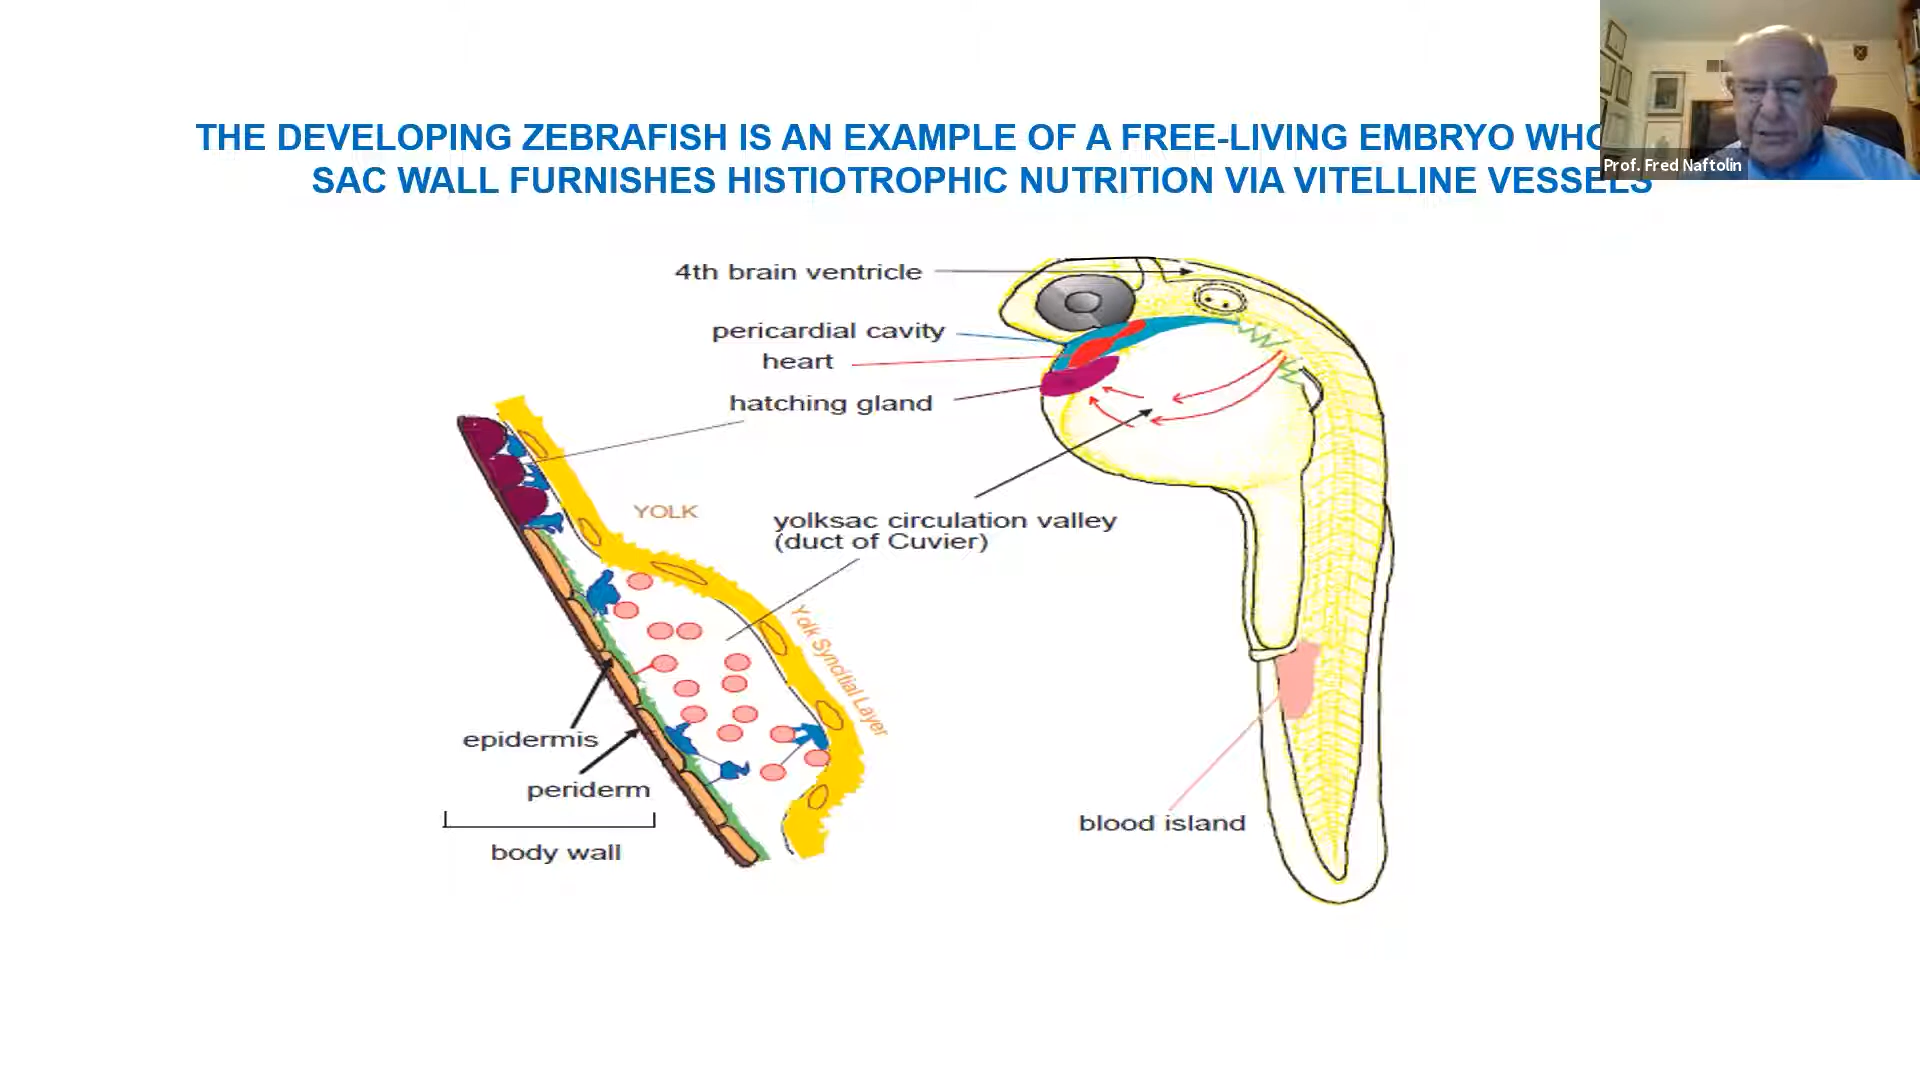 THE DEVELOPING ZEBRAFISH IS AN EXAMPLE OF A FREE-LIVING EMBRYO
SAC WALL FURNISHES HISTIOTROPHIC NUTRITION VIA VITELLINE VESSELS
Prof. Fred Naftolin
4th brain ventricle
pericardial cavity
heart
hatching gland
YOLK
yolksac circulation valley
(duct of Cuvier)
Yolk Syncitial Layer
epidermis
periderm
body wall
blood island